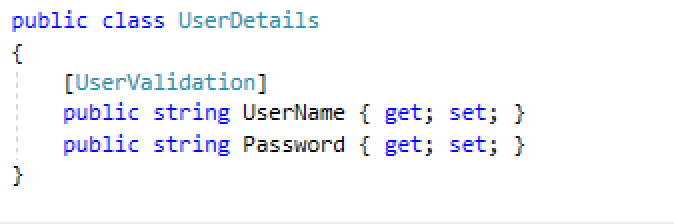 public class UserDetails
{
[UserValidation]
public string UserName { get; set; }
public string Password { get; set; }
}